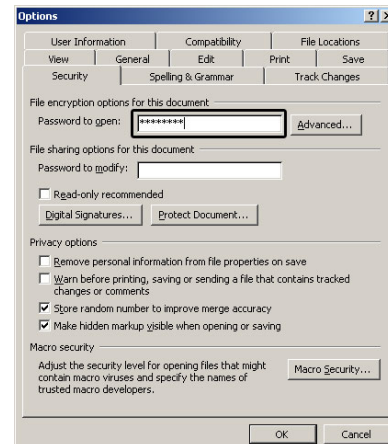 Options
User Information Compatibility File Locations
View General Edit Print Save
Security Spelling & Grammar Track Changes
File encryption options for this document
Password to open: ******** Advanced...
File sharing options for this document
Password to modify:
Read-only recommended
Digital Signatures... Protect Document...
Privacy options
Remove personal information from file properties on save
Warn before printing, saving or sending a file that contains tracked
changes or comments
Store random number to improve merge accuracy
Make hidden markup visible when opening or saving
Macro security
Adjust the security level for opening files that might
contain macro viruses and specify the names of
trusted macro developers.
Macro Security...
OK Cancel